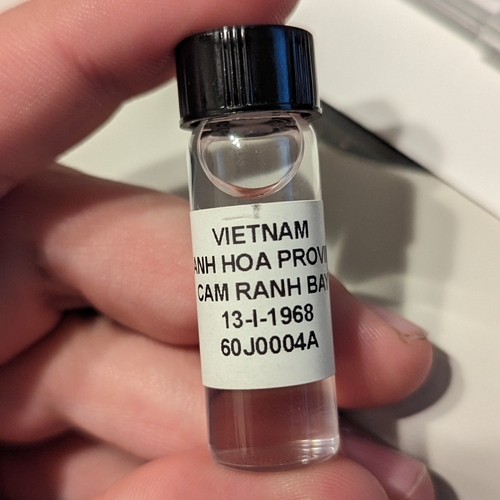 VIETNAM
ANH HOA PROVI
CAM RANH BAY
13-I-1968
60J0004A